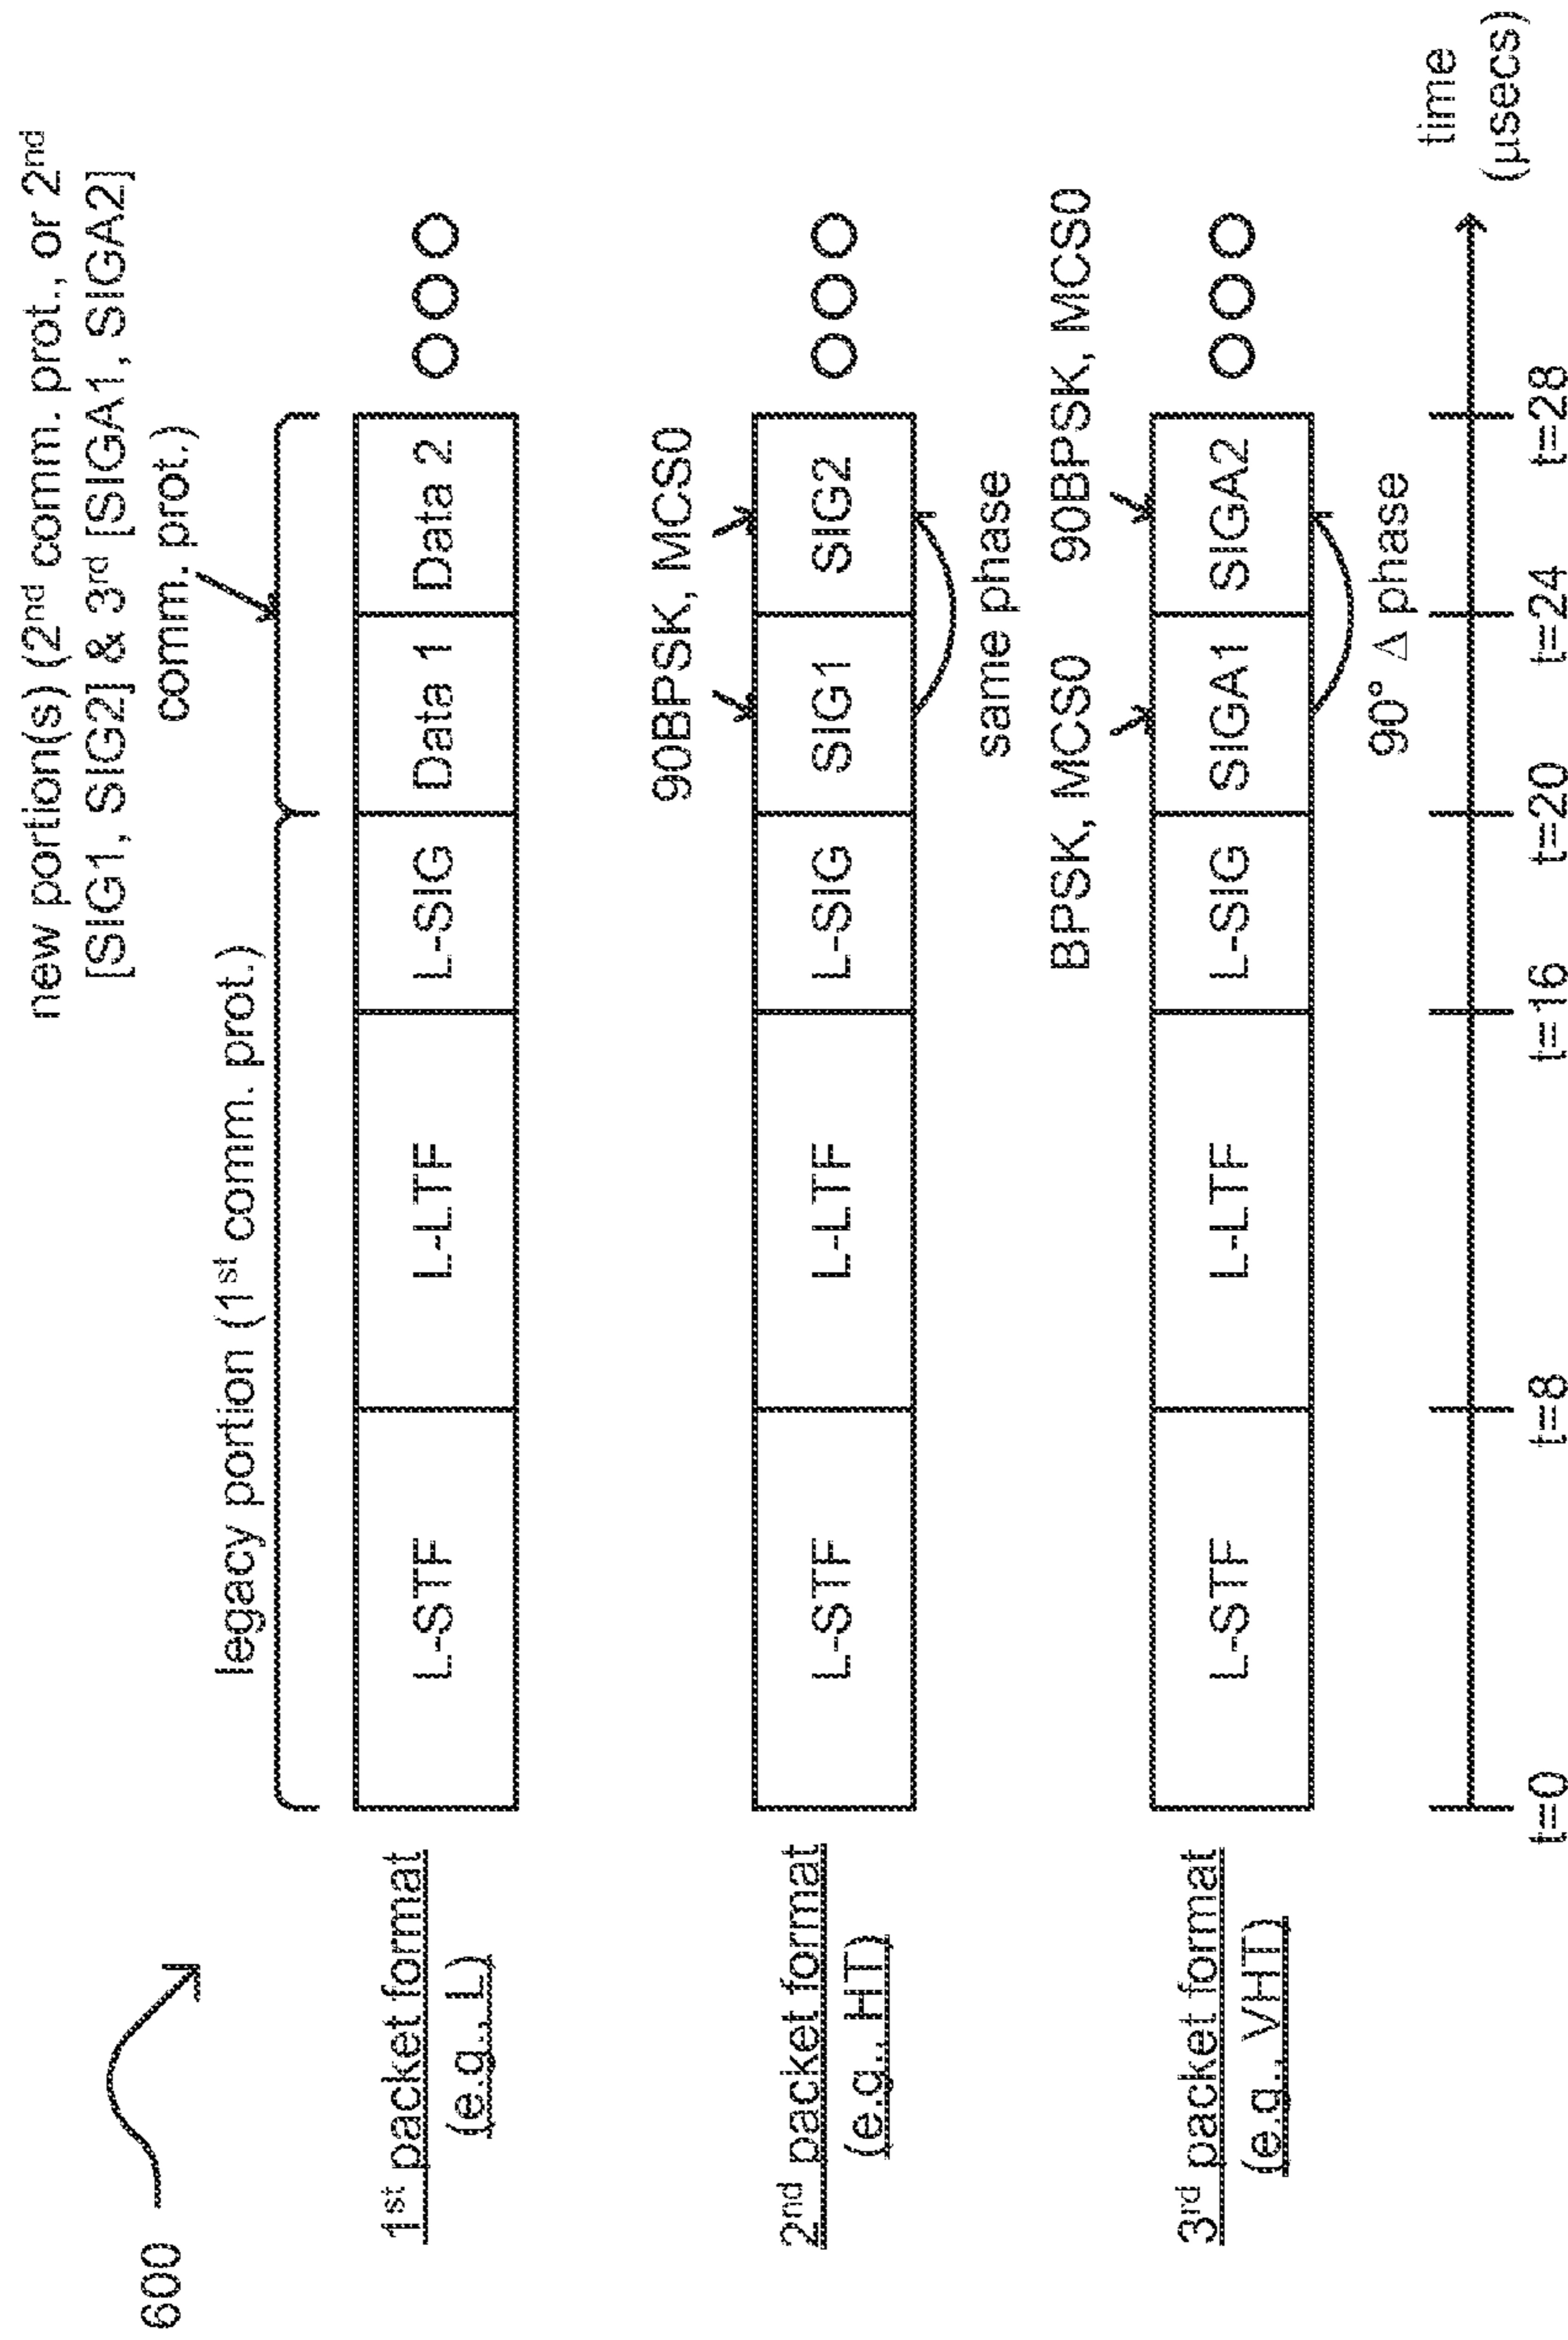 600
new portion(s) (2nd comm. prot., or 2nd
[SIG1, SIG2] & 3rd [SIGA1, SIGA2]
comm. prot.)
legacy portion (1st comm. prot.)
1st packet format
(e.g., L)
L-STF
L-LTF
L-SIG
Data 1
Data 2
90BPSK, MCS0
2nd packet format
(e.g., HT)
L-STF
L-LTF
L-SIG
SIG1
SIG2
same phase
BPSK, MCS0
90BPSK, MCS0
3rd packet format
(e.g., VHT)
L-STF
L-LTF
L-SIG
SIGA1
SIGA2
90° Δ phase
time
(µsecs)
t=0
t=8
t=16
t=20
t=24
t=28